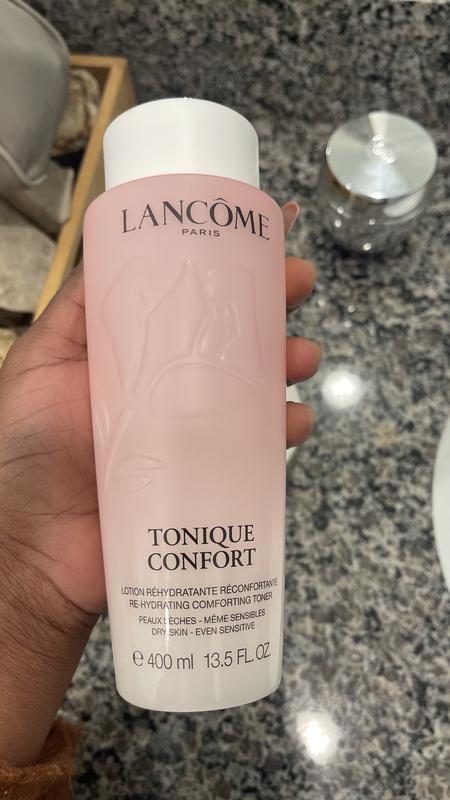 LANCÔME
PARIS
TONIQUE
CONFORT
LOTION RÉHYDRATANTE RÉCONFORTANTE
RE-HYDRATING COMFORTING TONER
PEAUX SÈCHES - MÊME SENSIBLES
DRY SKIN - EVEN SENSITIVE
℮ 400 ml 13.5 FL.OZ.